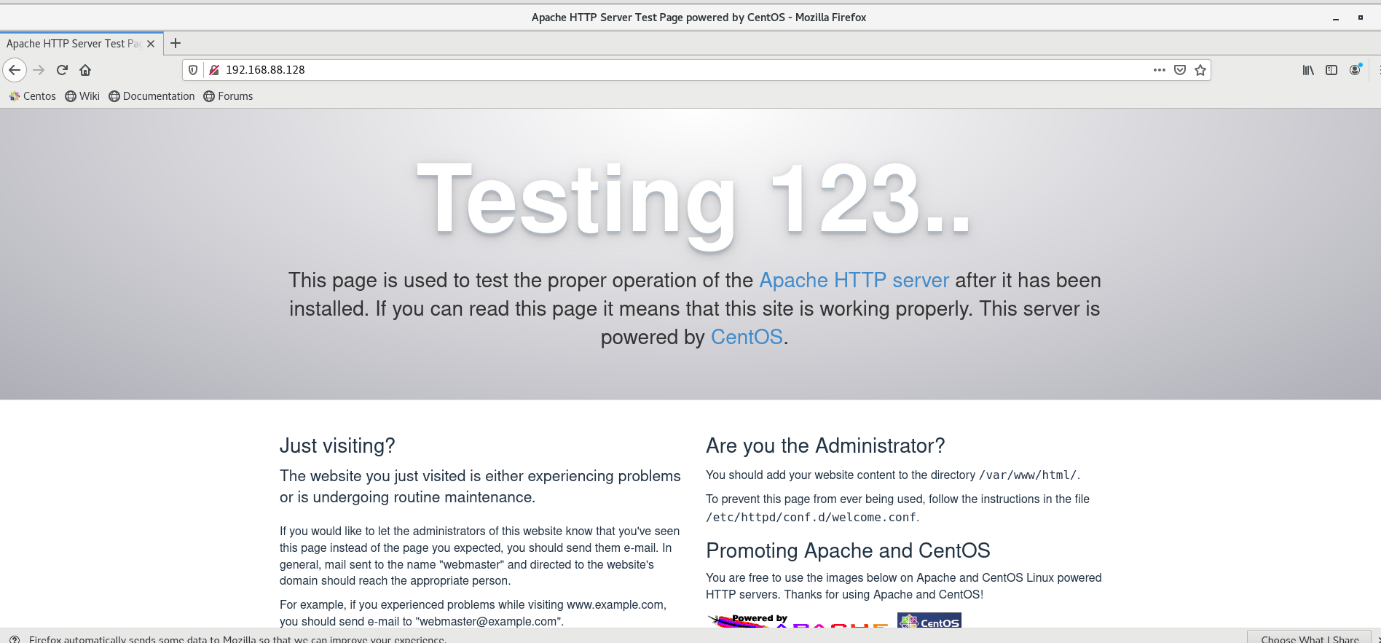 Apache HTTP Server Test Page powered by CentOS - Mozilla Firefox
Apache HTTP Server Test Pa
192.168.88.128
Centos Wiki Documentation Forums
Testing 123..
This page is used to test the proper operation of the Apache HTTP server after it has been
installed. If you can read this page it means that this site is working properly. This server is
powered by CentOS.
Just visiting?
The website you just visited is either experiencing problems
or is undergoing routine maintenance.
If you would like to let the administrators of this website know that you've seen
this page instead of the page you expected, you should send them e-mail. In
general, mail sent to the name "webmaster" and directed to the website's
domain should reach the appropriate person.
For example, if you experienced problems while visiting www.example.com,
you should send e-mail to "webmaster@example.com".
Are you the Administrator?
You should add your website content to the directory /var/www/html/.
To prevent this page from ever being used, follow the instructions in the file
/etc/httpd/conf.d/welcome.conf.
Promoting Apache and CentOS
You are free to use the images below on Apache and CentOS Linux powered
HTTP servers. Thanks for using Apache and CentOS!
Powered by
APACHE
CentOS
Firefox automatically sends some data to Mozilla so that we can improve your experience.
Choose What I Share